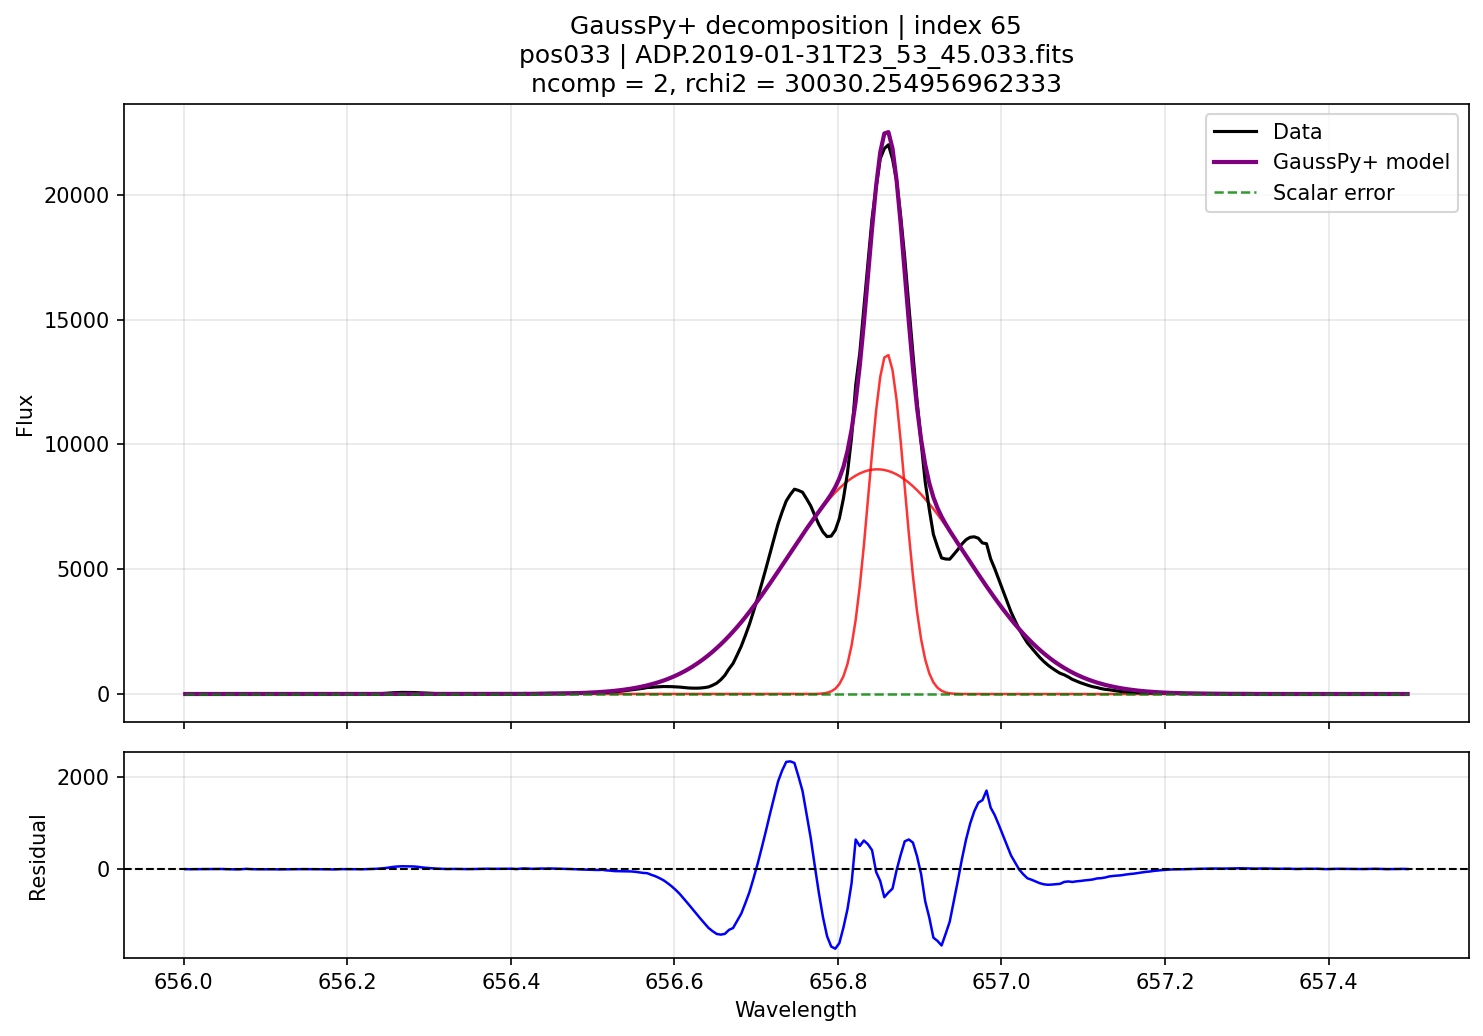 GaussPy+ decomposition | index 65
pos033 | ADP.2019-01-31T23_53_45.033.fits
ncomp = 2, rchi2 = 30030.254956962333
Data
GaussPy+ model
Scalar error
Flux
20000
15000
10000
5000
0
Residual
2000
0
656.0 656.2 656.4 656.6 656.8 657.0 657.2 657.4
Wavelength